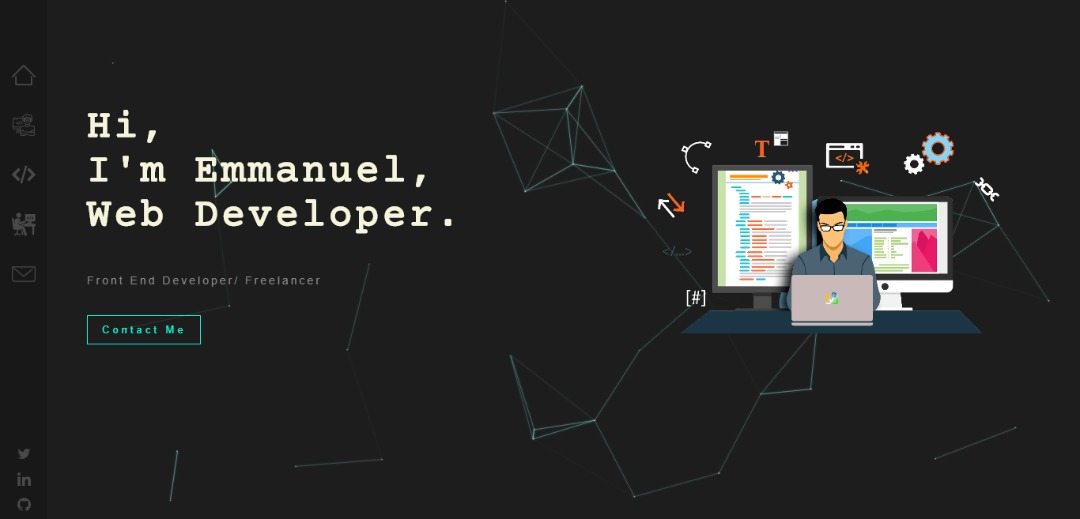 Hi,
I'm Emmanuel,
Web Developer.
Front End Developer/ Freelancer
Contact Me
T
</>
</...>
[#]